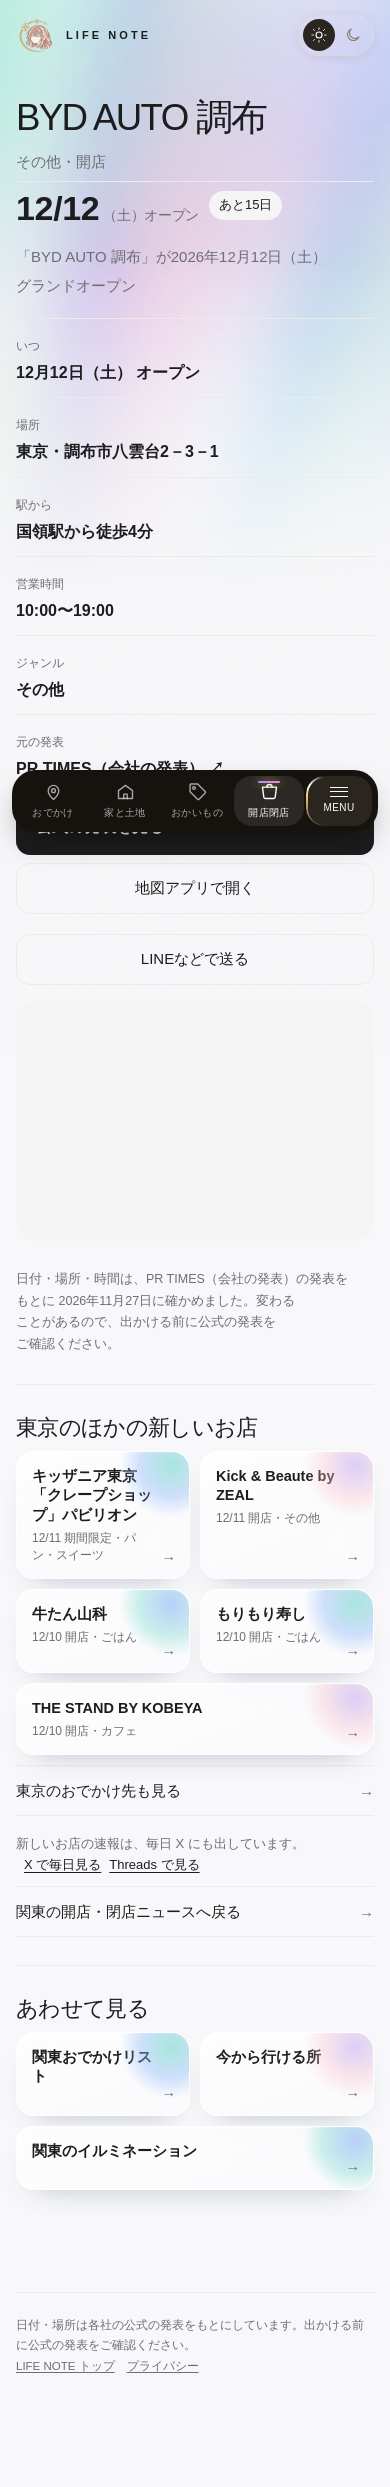 LIFE NOTE
BYD AUTO 調布
その他・開店
12/12 （土）オープン あと15日
「BYD AUTO 調布」が2026年12月12日（土）
グランドオープン
いつ
12月12日（土） オープン
場所
東京・調布市八雲台2－3－1
駅から
国領駅から徒歩4分
営業時間
10:00〜19:00
ジャンル
その他
元の発表
PR TIMES（会社の発表） ↗
おでかけ 家と土地 おかいもの 開店閉店 MENU
地図アプリで開く
LINEなどで送る
日付・場所・時間は、PR TIMES（会社の発表）の発表を
もとに 2026年11月27日に確かめました。変わる
ことがあるので、出かける前に公式の発表を
ご確認ください。
東京のほかの新しいお店
キッザニア東京
「クレープショッ
プ」パビリオン
12/11 期間限定・パ
ン・スイーツ
→
Kick & Beaute by
ZEAL
12/11 開店・その他
→
牛たん山科
12/10 開店・ごはん
→
もりもり寿し
12/10 開店・ごはん
→
THE STAND BY KOBEYA
12/10 開店・カフェ
→
東京のおでかけ先も見る →
新しいお店の速報は、毎日 X にも出しています。
X で毎日見る Threads で見る
関東の開店・閉店ニュースへ戻る →
あわせて見る
関東おでかけリス
ト
→
今から行ける所
→
関東のイルミネーション
→
日付・場所は各社の公式の発表をもとにしています。出かける前
に公式の発表をご確認ください。
LIFE NOTE トップ プライバシー